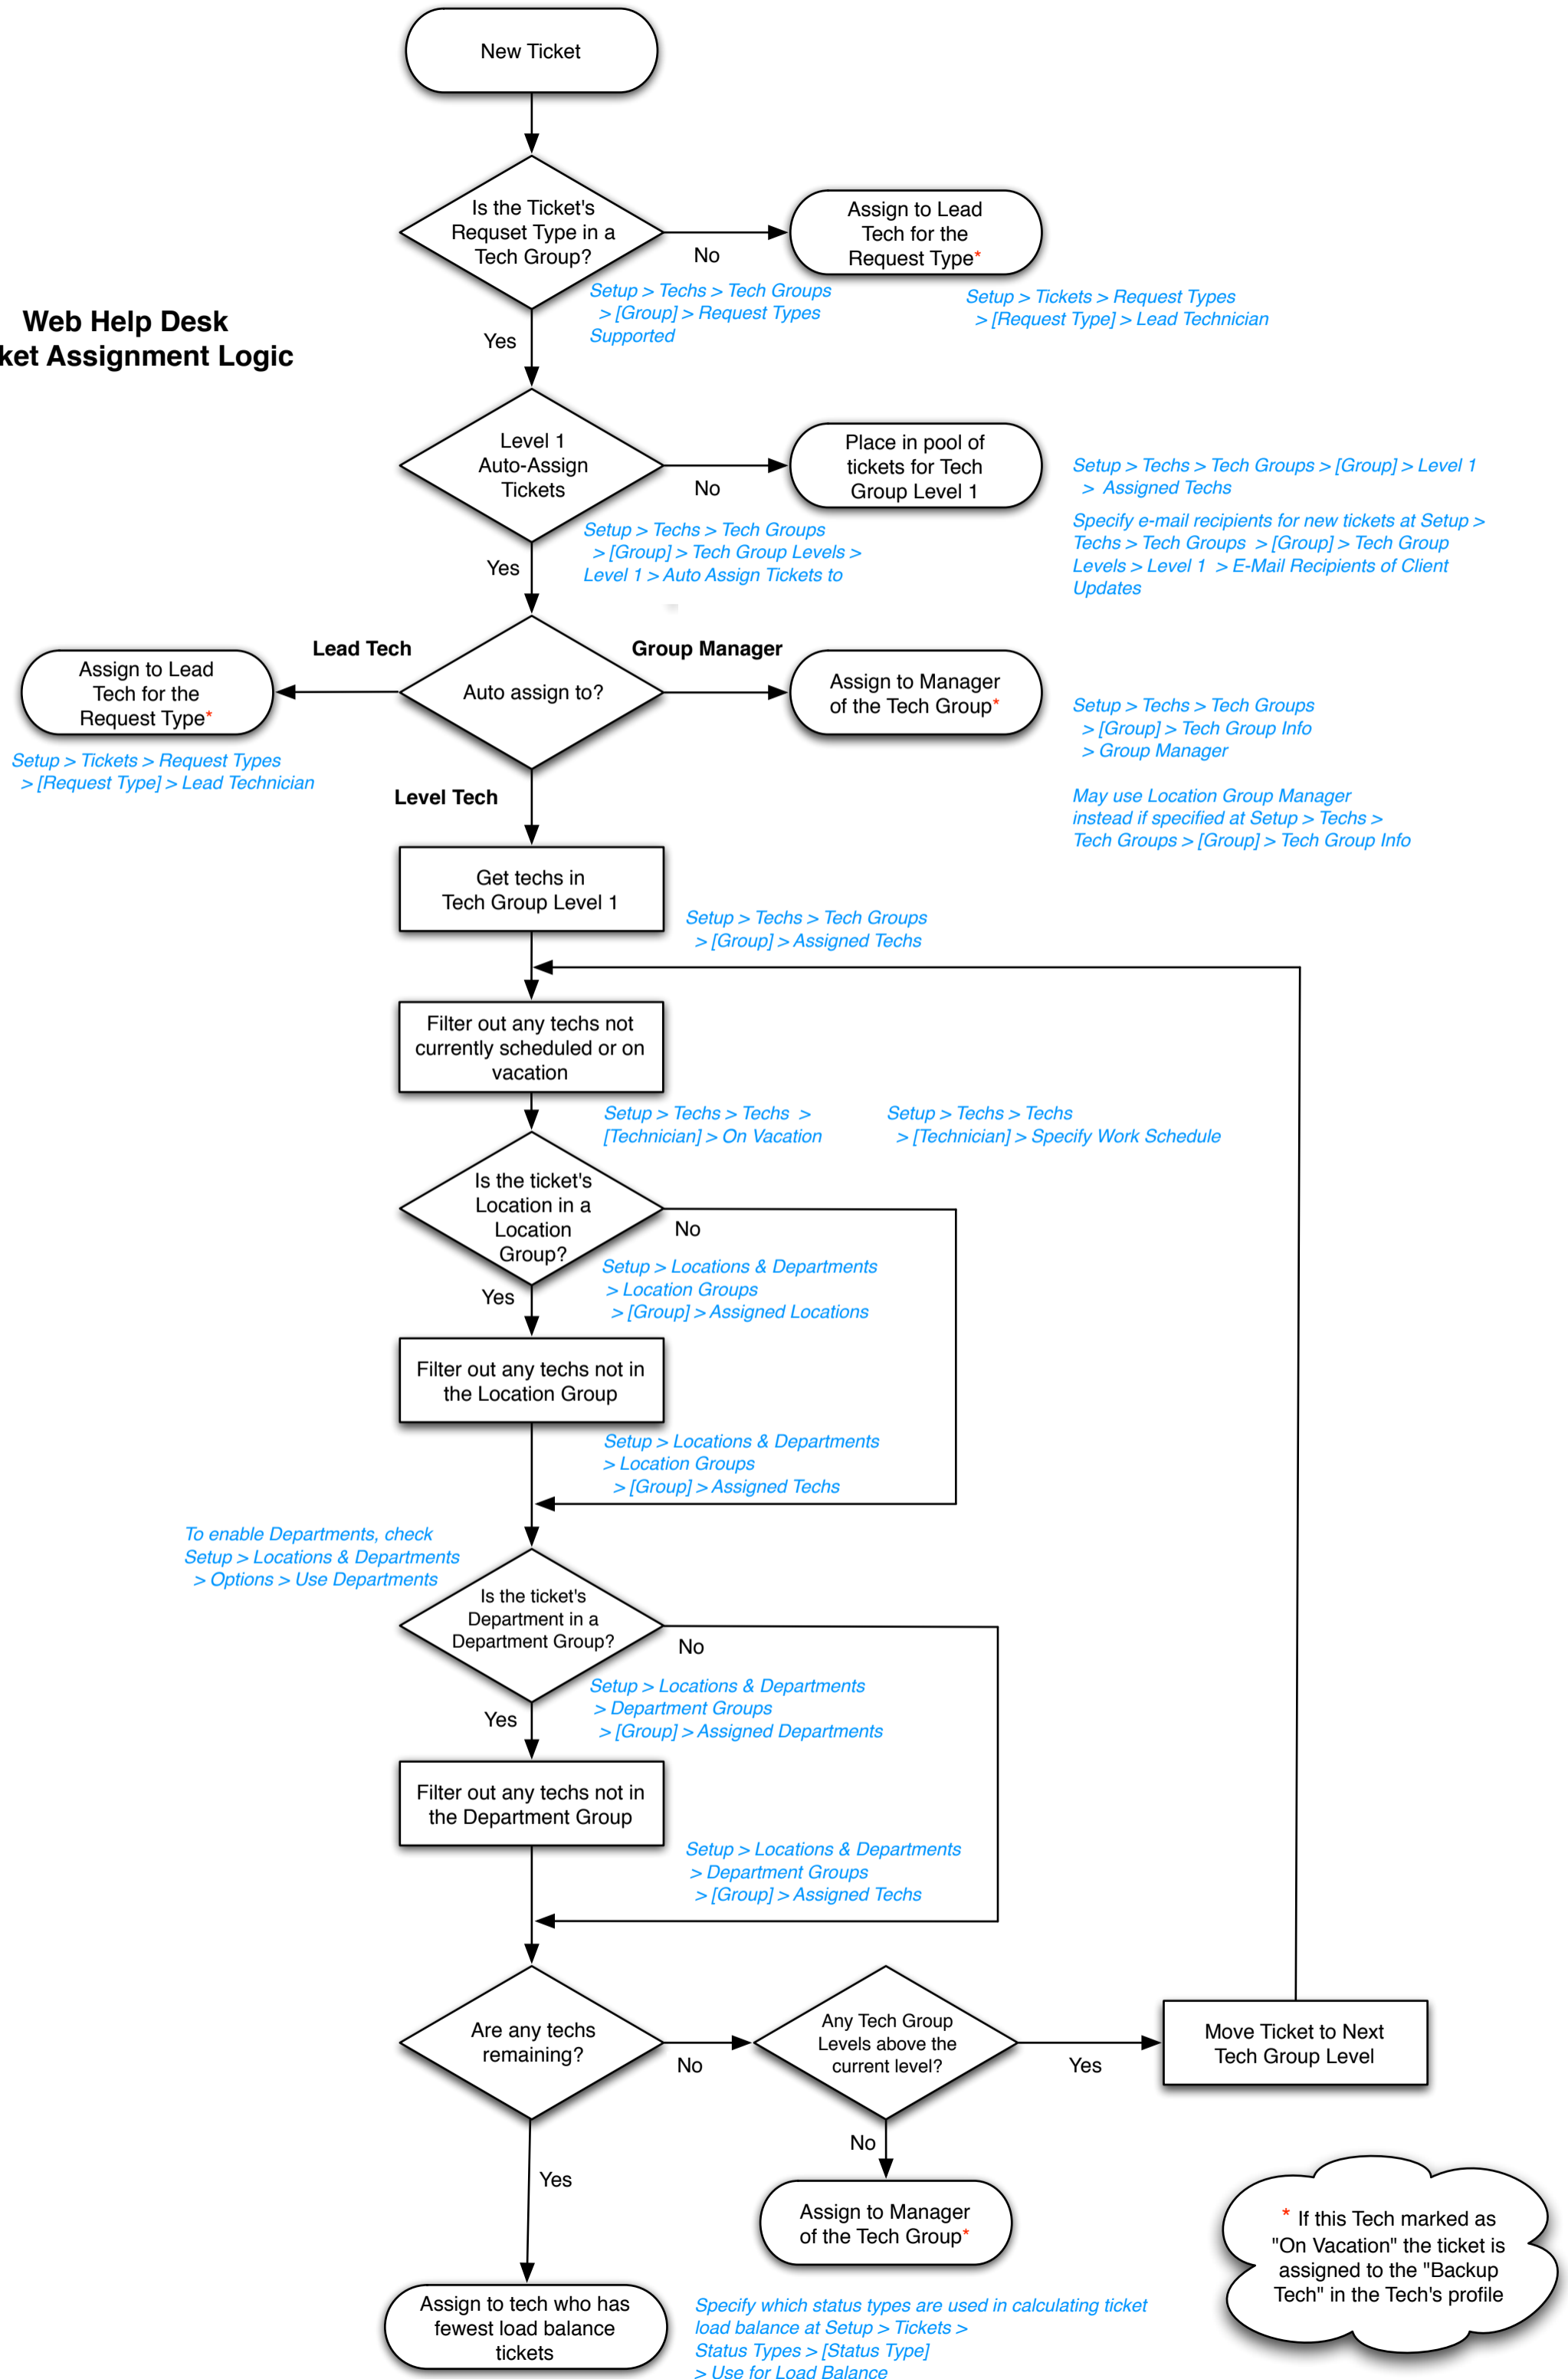 New Ticket
Is the Ticket's
Requset Type in a
Tech Group?
No
Assign to Lead
Tech for the
Request Type*
Setup > Techs > Tech Groups
> [Group] > Request Types
Supported
Setup > Tickets > Request Types
> [Request Type] > Lead Technician
Web Help Desk
ket Assignment Logic
Yes
Level 1
Auto-Assign
Tickets
No
Place in pool of
tickets for Tech
Group Level 1
Setup > Techs > Tech Groups > [Group] > Level 1
> Assigned Techs
Specify e-mail recipients for new tickets at Setup >
Techs > Tech Groups > [Group] > Tech Group
Levels > Level 1 > E-Mail Recipients of Client
Updates
Setup > Techs > Tech Groups
> [Group] > Tech Group Levels >
Level 1 > Auto Assign Tickets to
Yes
Lead Tech
Group Manager
Assign to Lead
Tech for the
Request Type*
Auto assign to?
Assign to Manager
of the Tech Group*
Setup > Tickets > Request Types
> [Request Type] > Lead Technician
Setup > Techs > Tech Groups
> [Group] > Tech Group Info
> Group Manager
May use Location Group Manager
instead if specified at Setup > Techs >
Tech Groups > [Group] > Tech Group Info
Level Tech
Get techs in
Tech Group Level 1
Setup > Techs > Tech Groups
> [Group] > Assigned Techs
Filter out any techs not
currently scheduled or on
vacation
Setup > Techs > Techs >
[Technician] > On Vacation
Setup > Techs > Techs
> [Technician] > Specify Work Schedule
Is the ticket's
Location in a
Location
Group?
No
Setup > Locations & Departments
> Location Groups
> [Group] > Assigned Locations
Yes
Filter out any techs not in
the Location Group
Setup > Locations & Departments
> Location Groups
> [Group] > Assigned Techs
To enable Departments, check
Setup > Locations & Departments
> Options > Use Departments
Is the ticket's
Department in a
Department Group?
No
Setup > Locations & Departments
> Department Groups
> [Group] > Assigned Departments
Yes
Filter out any techs not in
the Department Group
Setup > Locations & Departments
> Department Groups
> [Group] > Assigned Techs
Are any techs
remaining?
No
Any Tech Group
Levels above the
current level?
Yes
Move Ticket to Next
Tech Group Level
No
Yes
Assign to Manager
of the Tech Group*
* If this Tech marked as
"On Vacation" the ticket is
assigned to the "Backup
Tech" in the Tech's profile
Assign to tech who has
fewest load balance
tickets
Specify which status types are used in calculating ticket
load balance at Setup > Tickets >
Status Types > [Status Type]
> Use for Load Balance